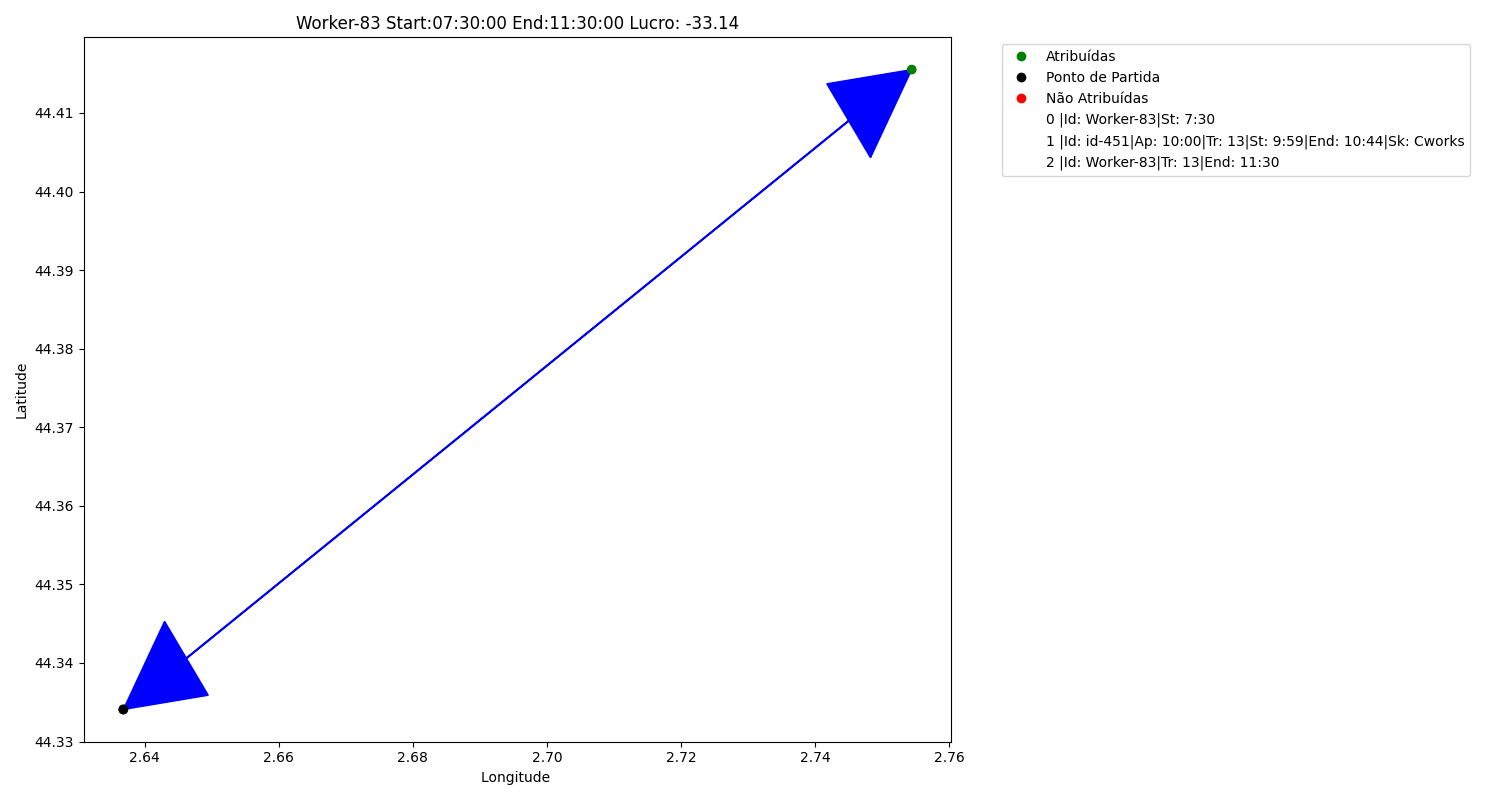 Worker-83 Start:07:30:00 End:11:30:00 Lucro: -33.14
Atribuídas
Ponto de Partida
Não Atribuídas
0 |Id: Worker-83|St: 7:30
1 |Id: id-451|Ap: 10:00|Tr: 13|St: 9:59|End: 10:44|Sk: Cworks
2 |Id: Worker-83|Tr: 13|End: 11:30
Latitude
44.41
44.40
44.39
44.38
44.37
44.36
44.35
44.34
44.33
2.64 2.66 2.68 2.70 2.72 2.74 2.76
Longitude